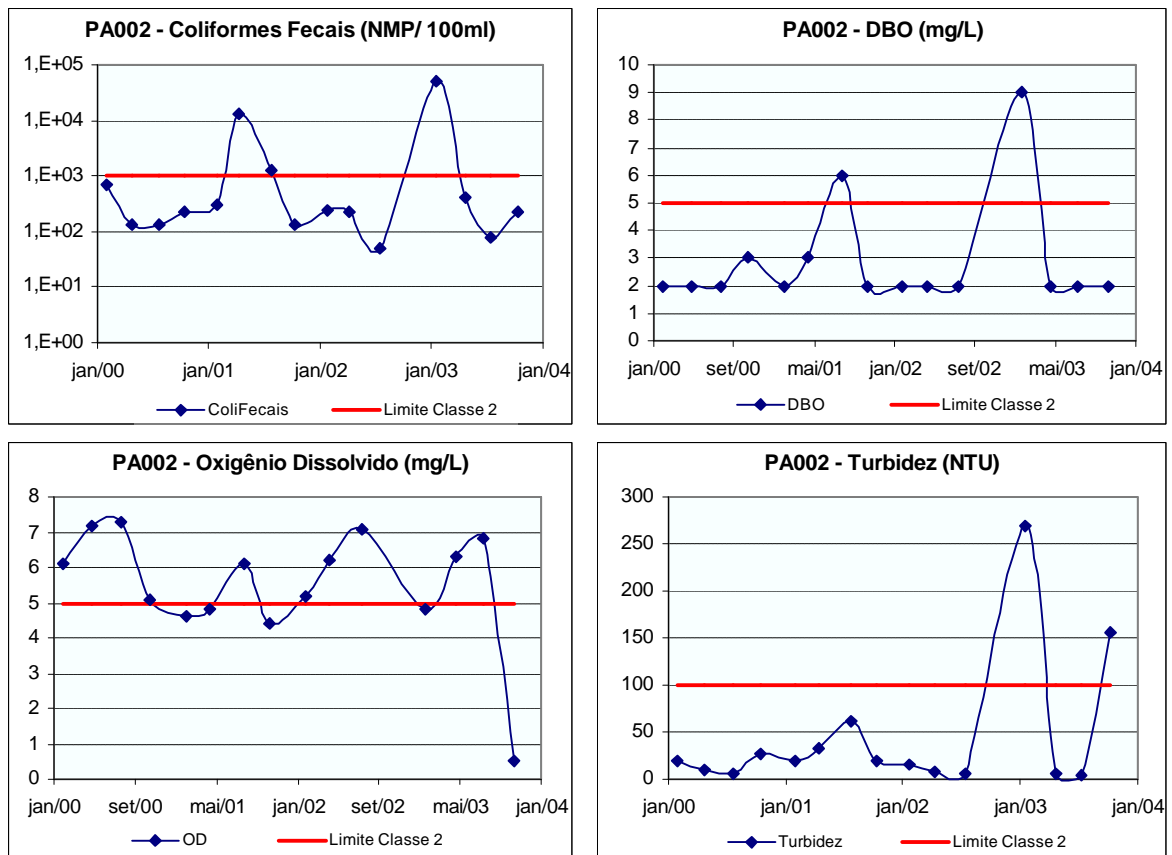 PA002 - Coliformes Fecais (NMP/ 100ml)
1,E+05
1,E+04
1,E+03
1,E+02
1,E+01
1,E+00
jan/00 jan/01 jan/02 jan/03 jan/04
ColiFecais Limite Classe 2
PA002 - DBO (mg/L)
10
9
8
7
6
5
4
3
2
1
0
jan/00 set/00 mai/01 jan/02 set/02 mai/03 jan/04
DBO Limite Classe 2
PA002 - Oxigênio Dissolvido (mg/L)
8
7
6
5
4
3
2
1
0
jan/00 set/00 mai/01 jan/02 set/02 mai/03 jan/04
OD Limite Classe 2
PA002 - Turbidez (NTU)
300
250
200
150
100
50
0
jan/00 jan/01 jan/02 jan/03 jan/04
Turbidez Limite Classe 2